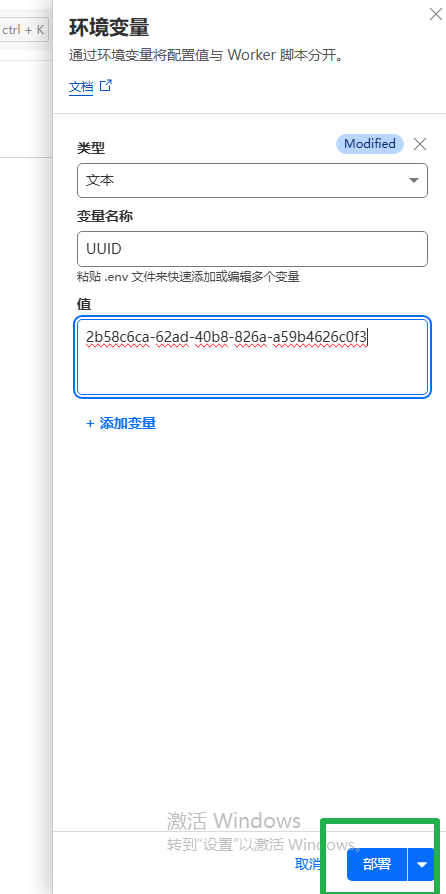 ctrl + K
环境变量
通过环境变量将配置值与 Worker 脚本分开。
文档
类型
Modified
文本
变量名称
UUID
粘贴 .env 文件来快速添加或编辑多个变量
值
2b58c6ca-62ad-40b8-826a-a59b4626c0f3
+ 添加变量
激活 Windows
转到“设置”以激活 Windows。
取消
部署